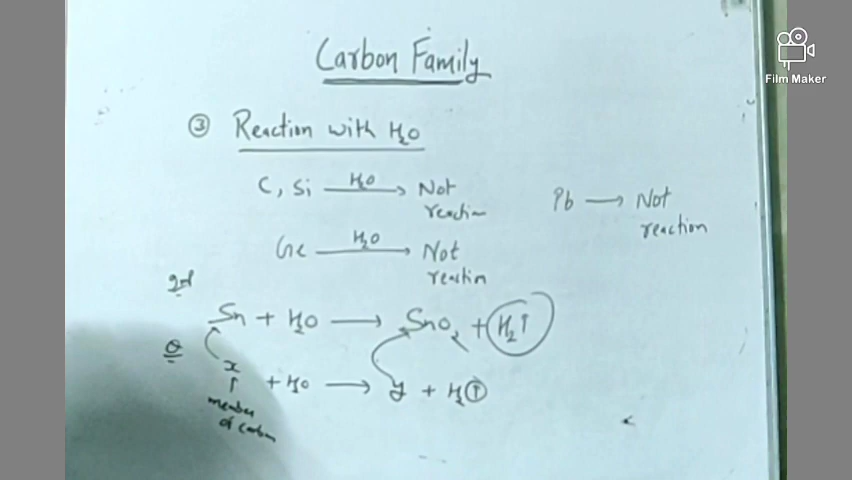 Carbon Family
Film Maker
③ Reaction with H₂O
C, Si —H₂O→ Not reaction
Pb → Not reaction
Ge —H₂O→ Not reaction
Sn + H₂O → SnO₂ + H₂↑
Q
x + H₂O → y + H₂↑
↑
member
of carbon